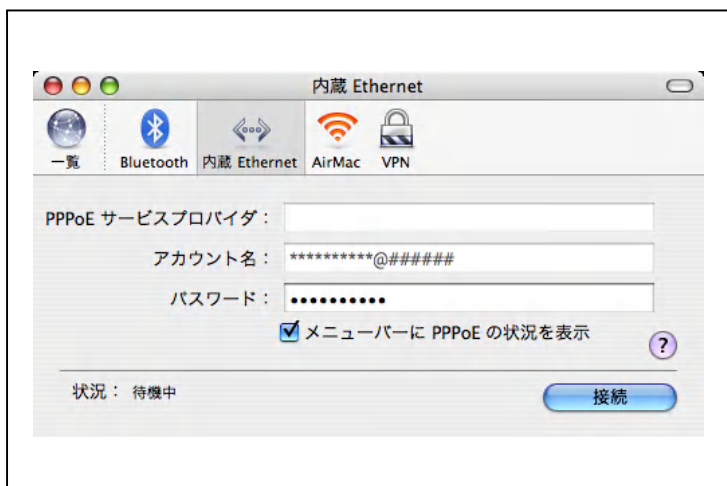 内蔵 Ethernet
一覧 Bluetooth 内蔵 Ethernet AirMac VPN
PPPoE サービスプロバイダ：
アカウント名： **********@######
パスワード： ••••••••••
メニューバーに PPPoE の状況を表示
?
状況： 待機中 接続